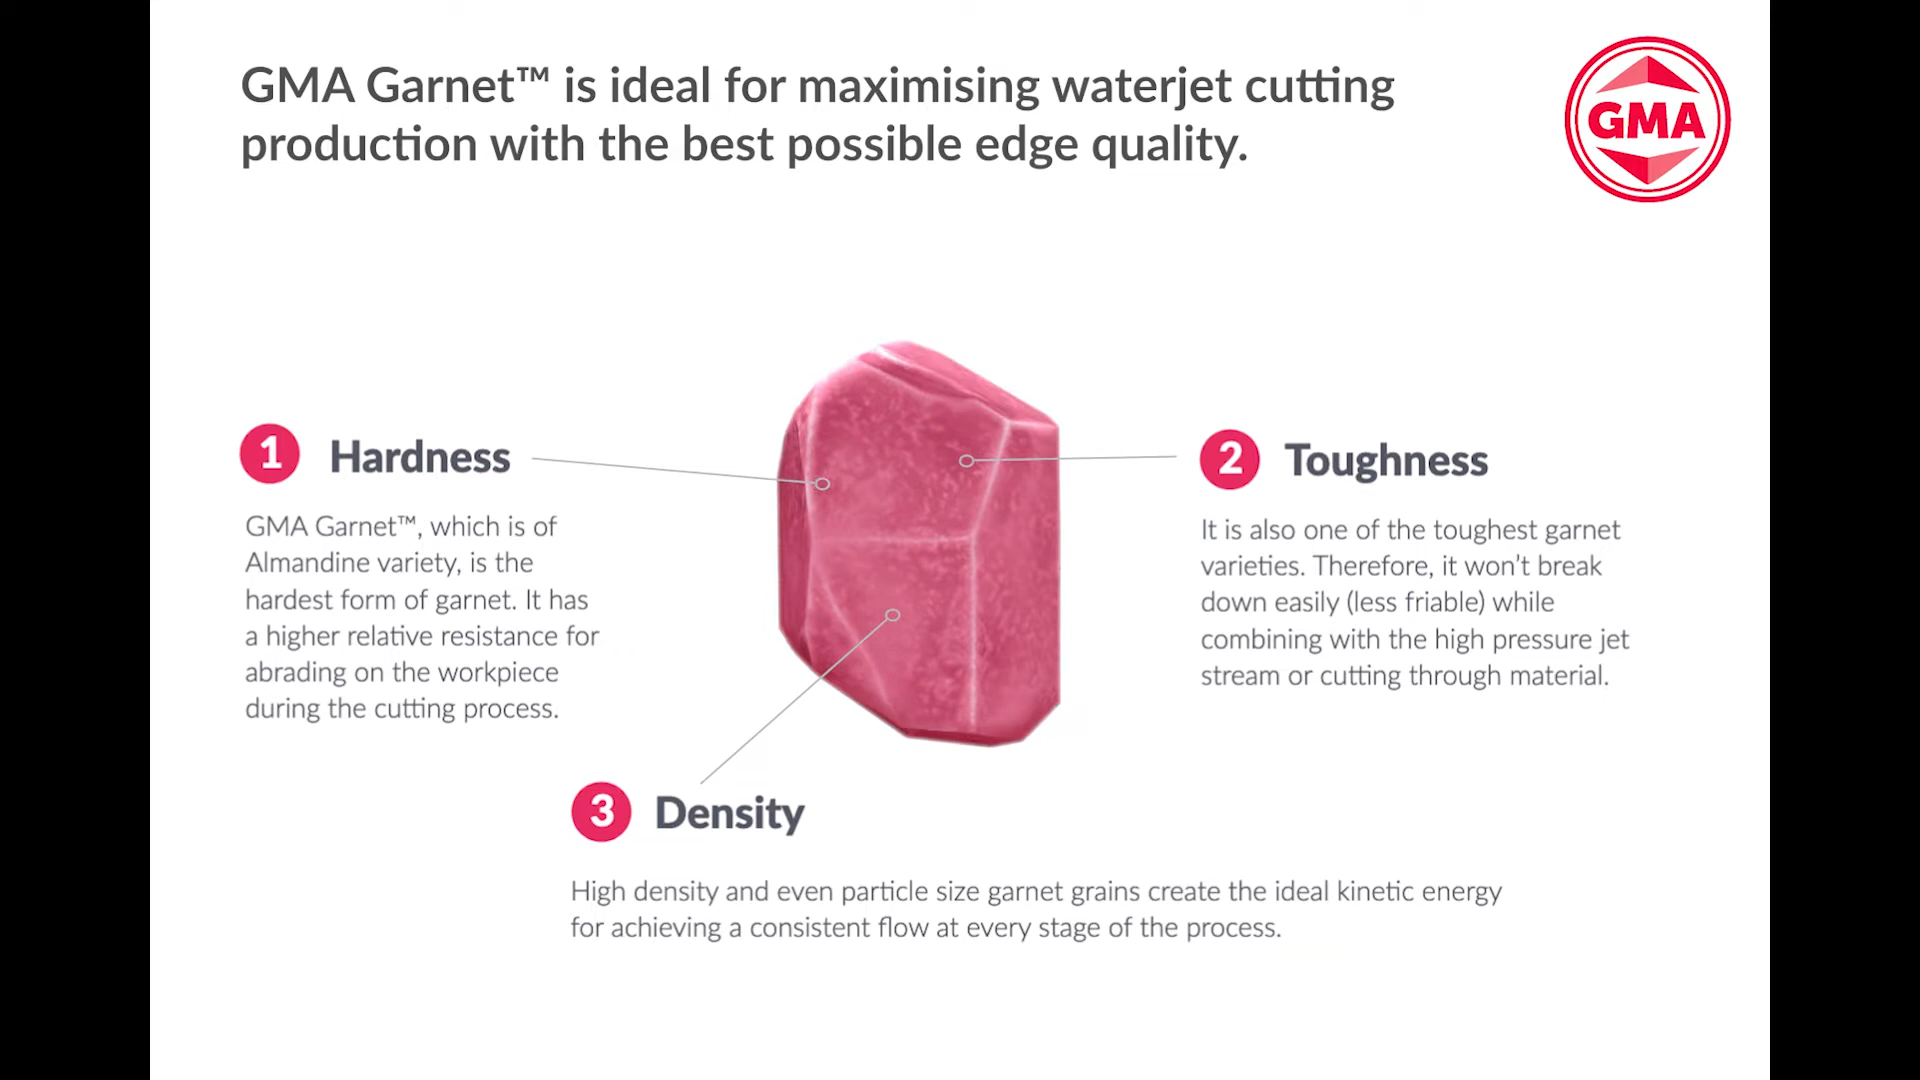 GMA Garnet™ is ideal for maximising waterjet cutting
production with the best possible edge quality.
GMA
1 Hardness
GMA Garnet™, which is of
Almandine variety, is the
hardest form of garnet. It has
a higher relative resistance for
abrading on the workpiece
during the cutting process.
2 Toughness
It is also one of the toughest garnet
varieties. Therefore, it won't break
down easily (less friable) while
combining with the high pressure jet
stream or cutting through material.
3 Density
High density and even particle size garnet grains create the ideal kinetic energy
for achieving a consistent flow at every stage of the process.